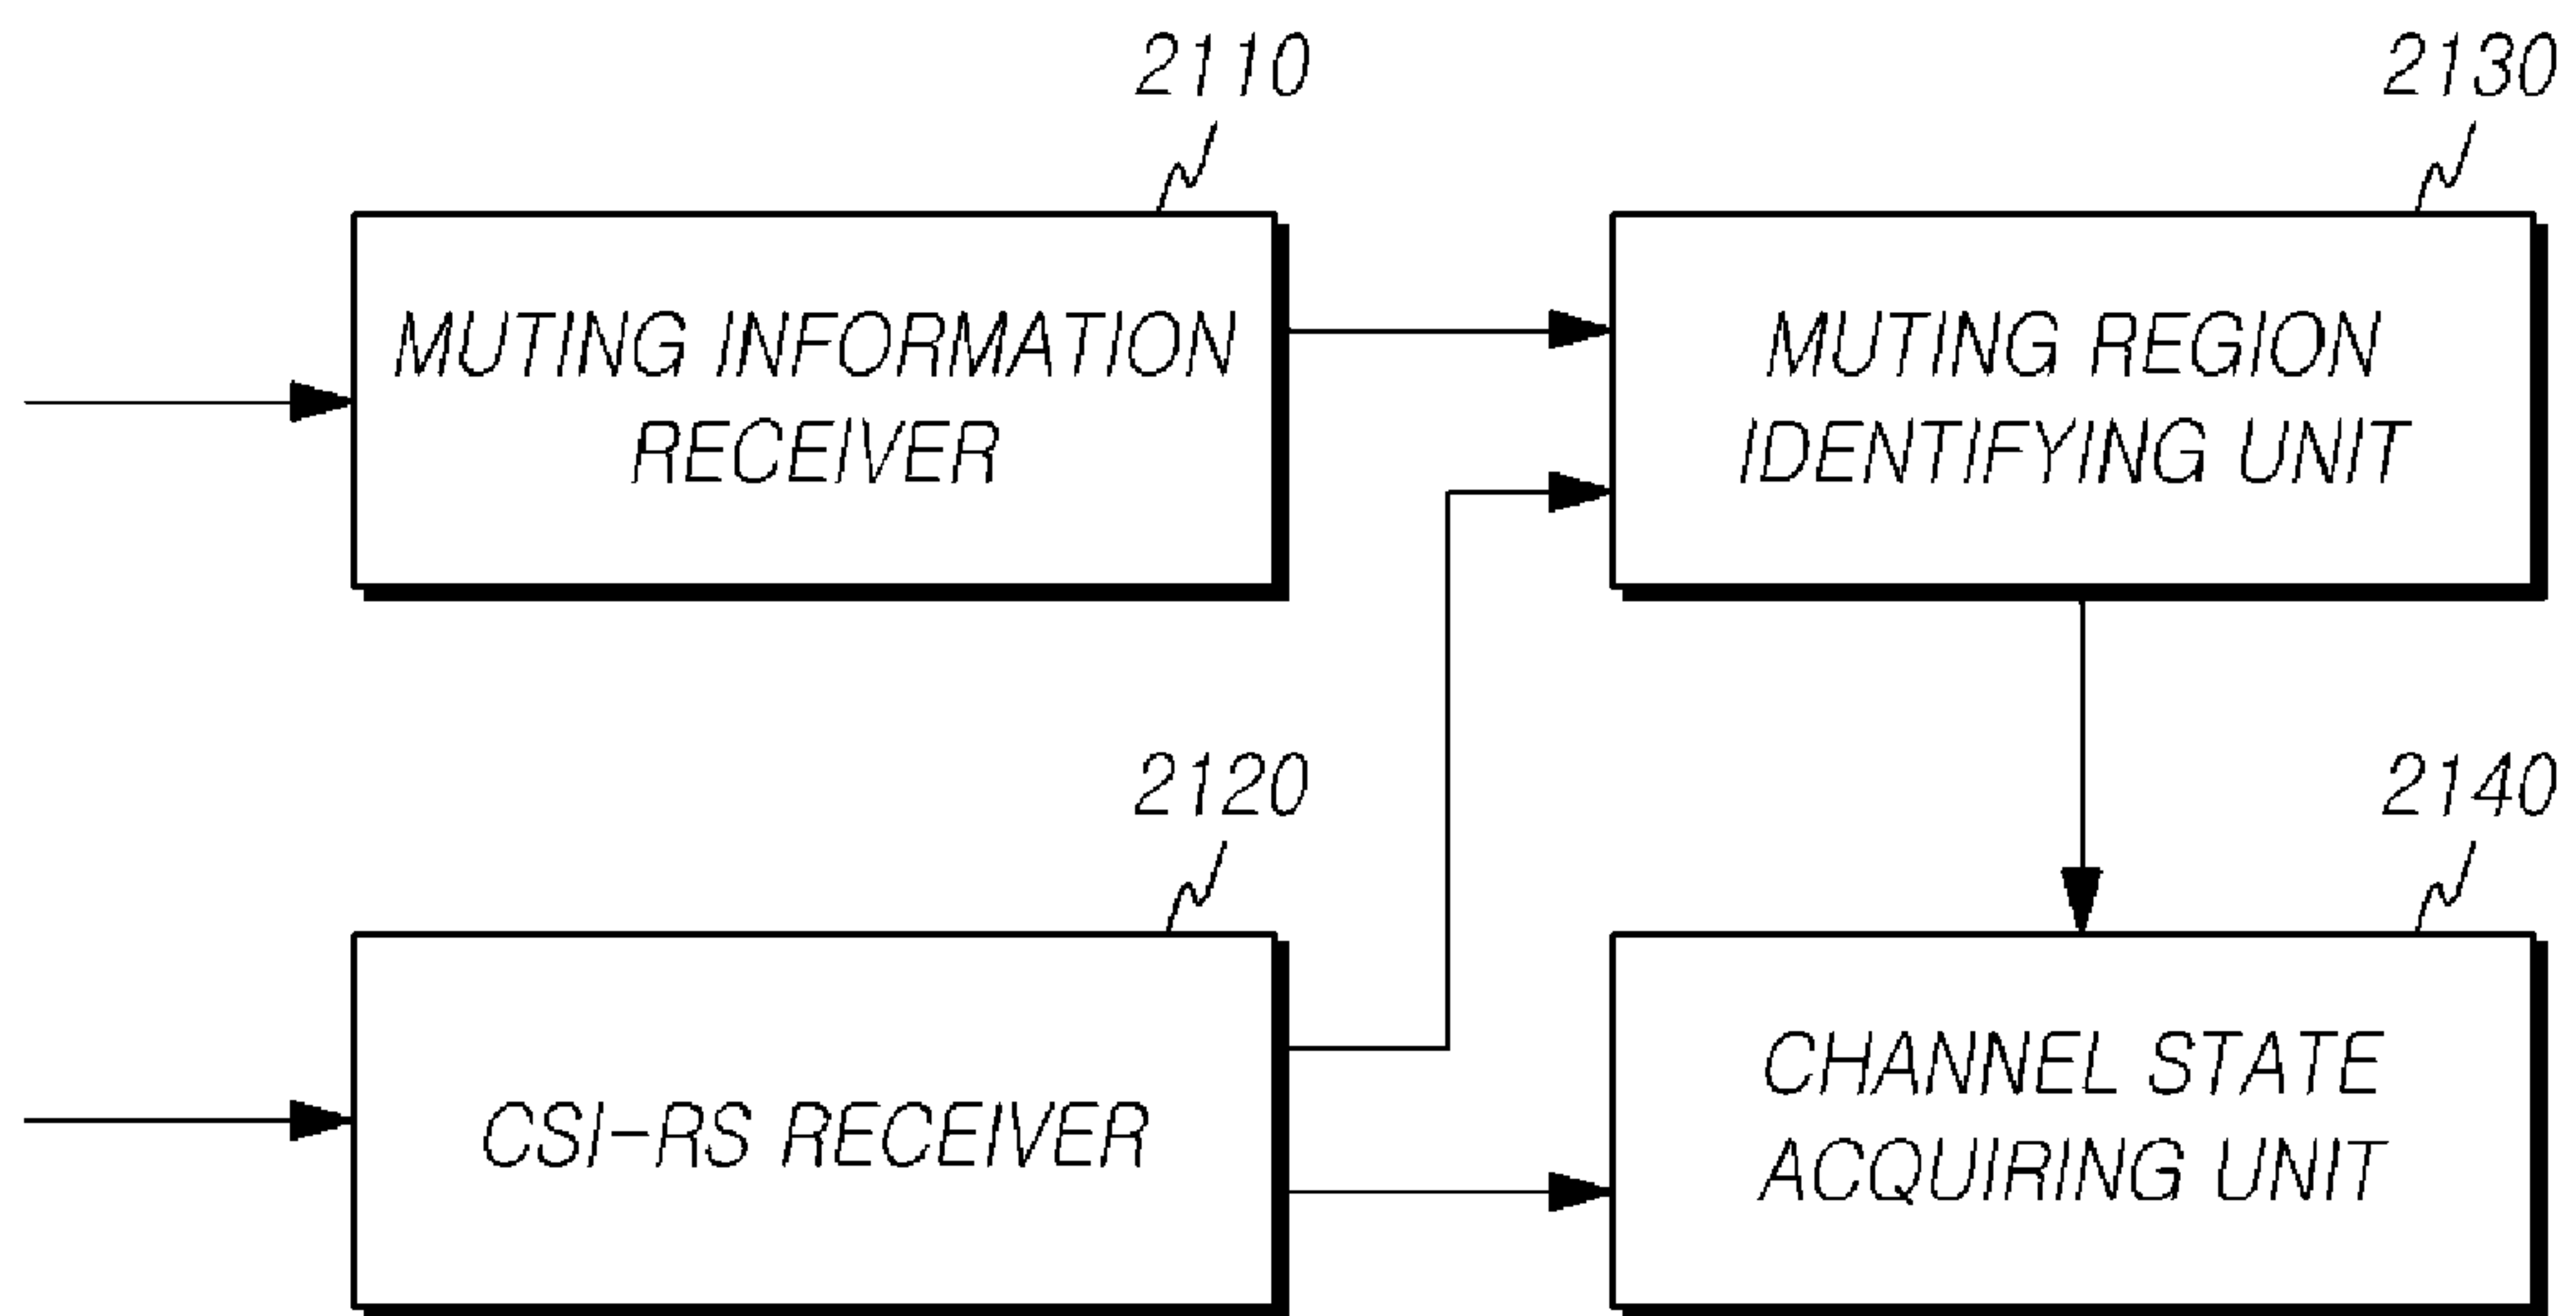 2110
2130
MUTING INFORMATION
RECEIVER
MUTING REGION
IDENTIFYING UNIT
2120
2140
CSI-RS RECEIVER
CHANNEL STATE
ACQUIRING UNIT